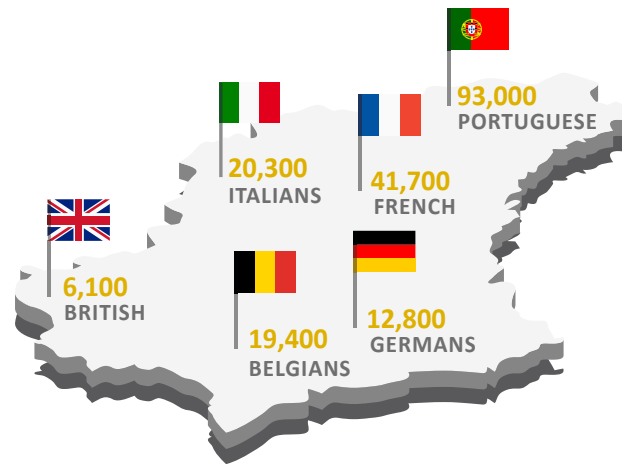 93,000
PORTUGUESE
20,300
ITALIANS
41,700
FRENCH
6,100
BRITISH
19,400
BELGIANS
12,800
GERMANS